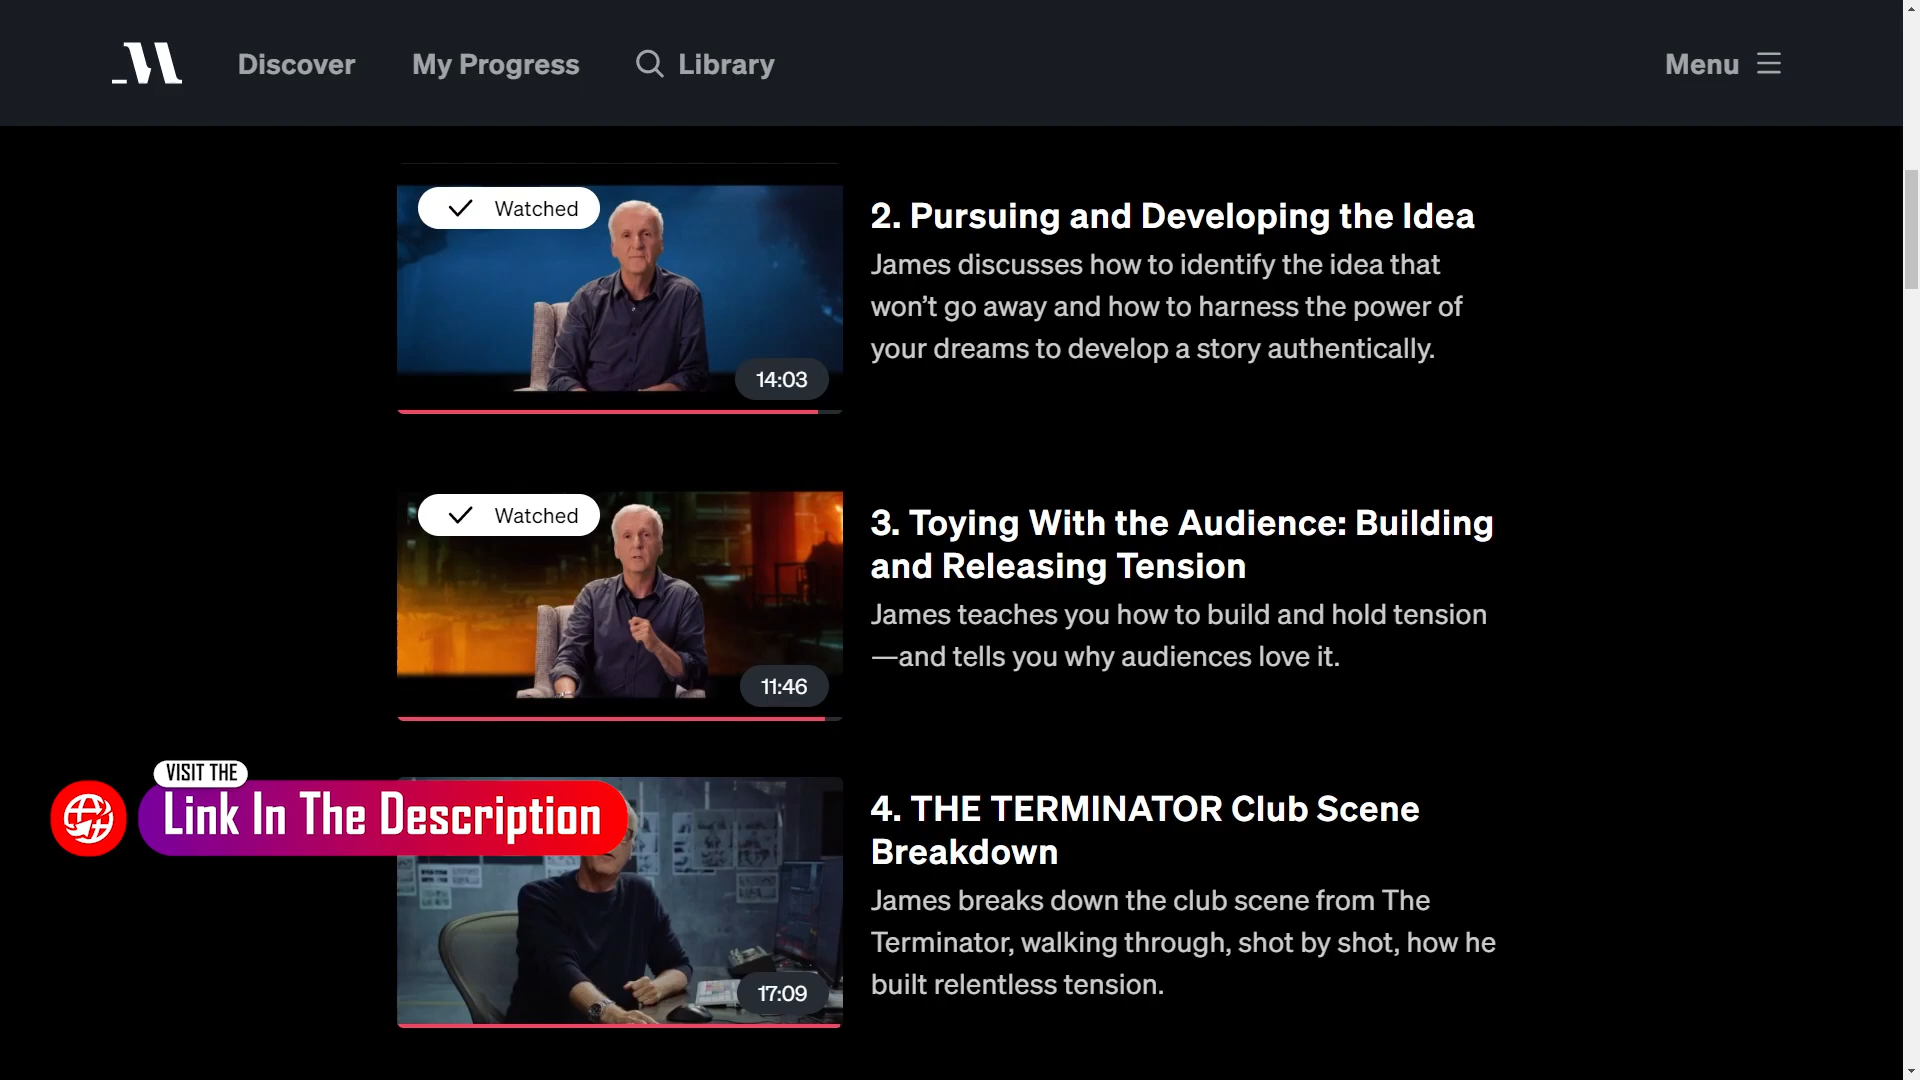 Discover
My Progress
Library
Menu
Watched
14:03
2. Pursuing and Developing the Idea
James discusses how to identify the idea that
won’t go away and how to harness the power of
your dreams to develop a story authentically.
Watched
11:46
3. Toying With the Audience: Building
and Releasing Tension
James teaches you how to build and hold tension
—and tells you why audiences love it.
VISIT THE
Link In The Description
17:09
4. THE TERMINATOR Club Scene
Breakdown
James breaks down the club scene from The
Terminator, walking through, shot by shot, how he
built relentless tension.